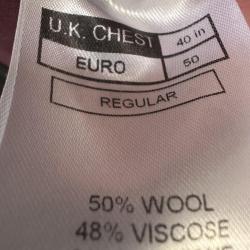 U.K. CHEST 40 in
EURO 50
REGULAR
50% WOOL
48% VISCOSE